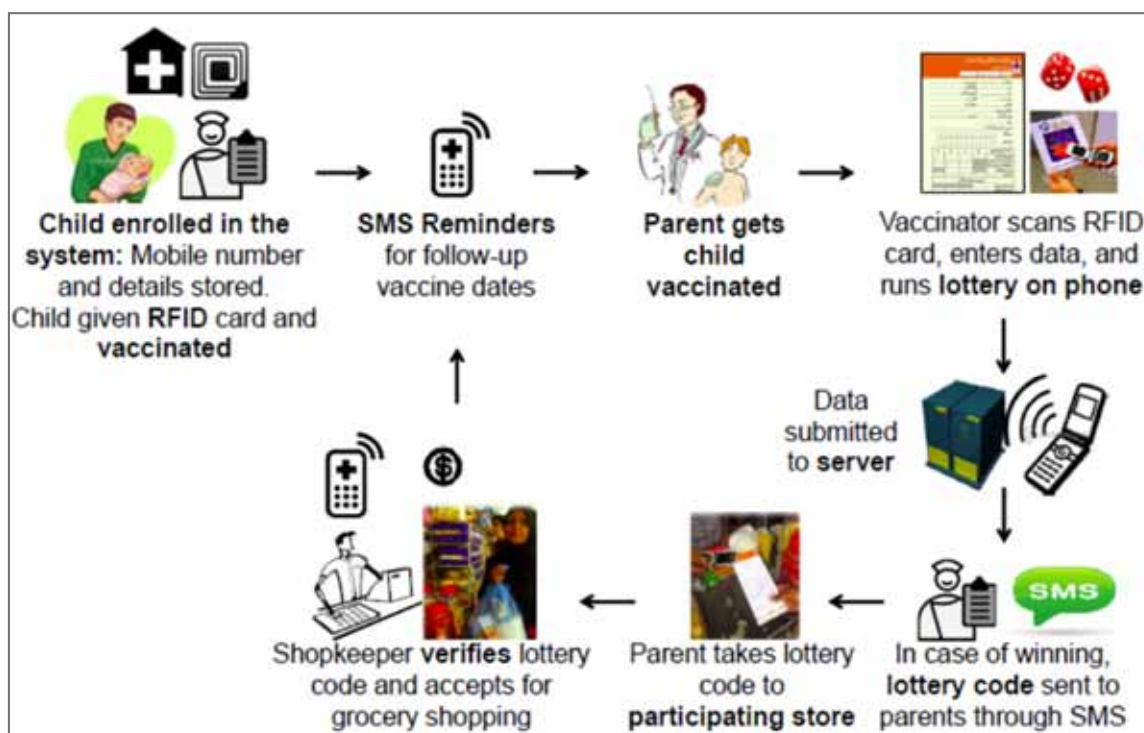 Child enrolled in the
system: Mobile number
and details stored.
Child given RFID card and
vaccinated
SMS Reminders
for follow-up
vaccine dates
Parent gets
child
vaccinated
Vaccinator scans RFID
card, enters data, and
runs lottery on phone
Data
submitted
to server
SMS
In case of winning,
lottery code sent to
parents through SMS
Parent takes lottery
code to
participating store
Shopkeeper verifies lottery
code and accepts for
grocery shopping